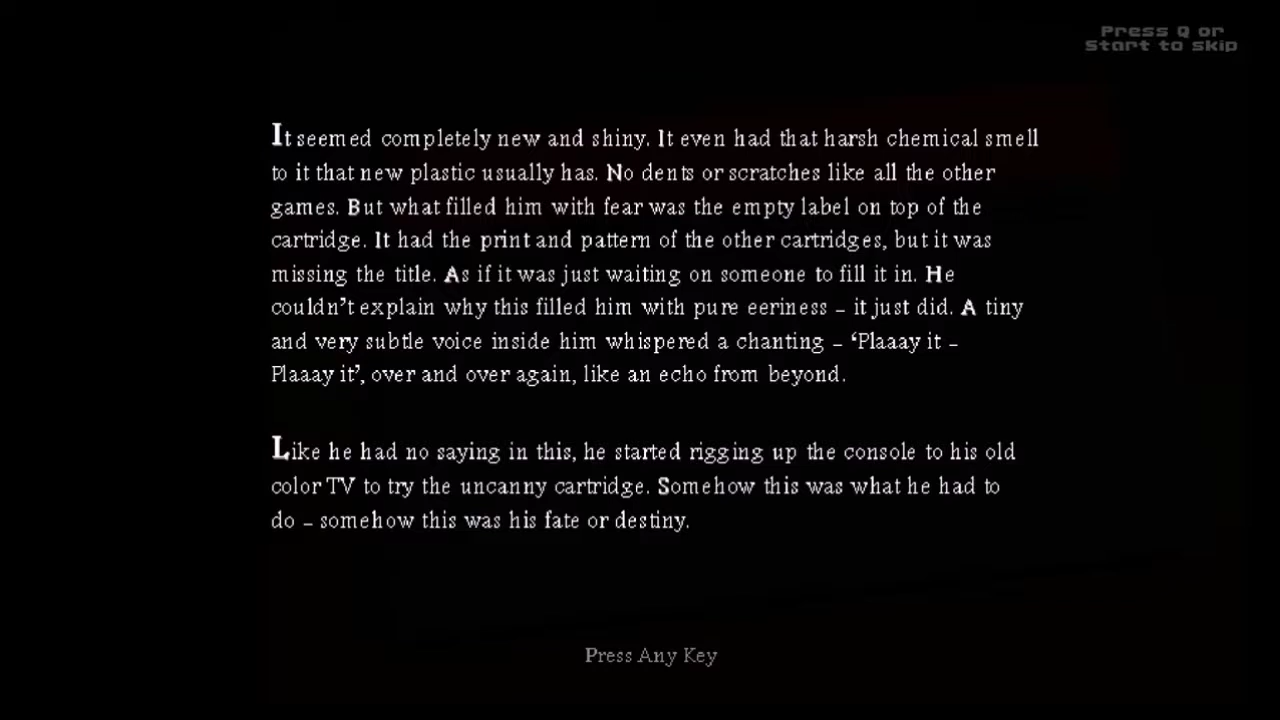 Press Q or
Start to skip
It seemed completely new and shiny. It even had that harsh chemical smell
to it that new plastic usually has. No dents or scratches like all the other
games. But what filled him with fear was the empty label on top of the
cartridge. It had the print and pattern of the other cartridges, but it was
missing the title. As if it was just waiting on someone to fill it in. He
couldn't explain why this filled him with pure eeriness – it just did. A tiny
and very subtle voice inside him whispered a chanting – ‘Plaaay it –
Plaaay it’, over and over again, like an echo from beyond.
Like he had no saying in this, he started rigging up the console to his old
color TV to try the uncanny cartridge. Somehow this was what he had to
do – somehow this was his fate or destiny.
Press Any Key